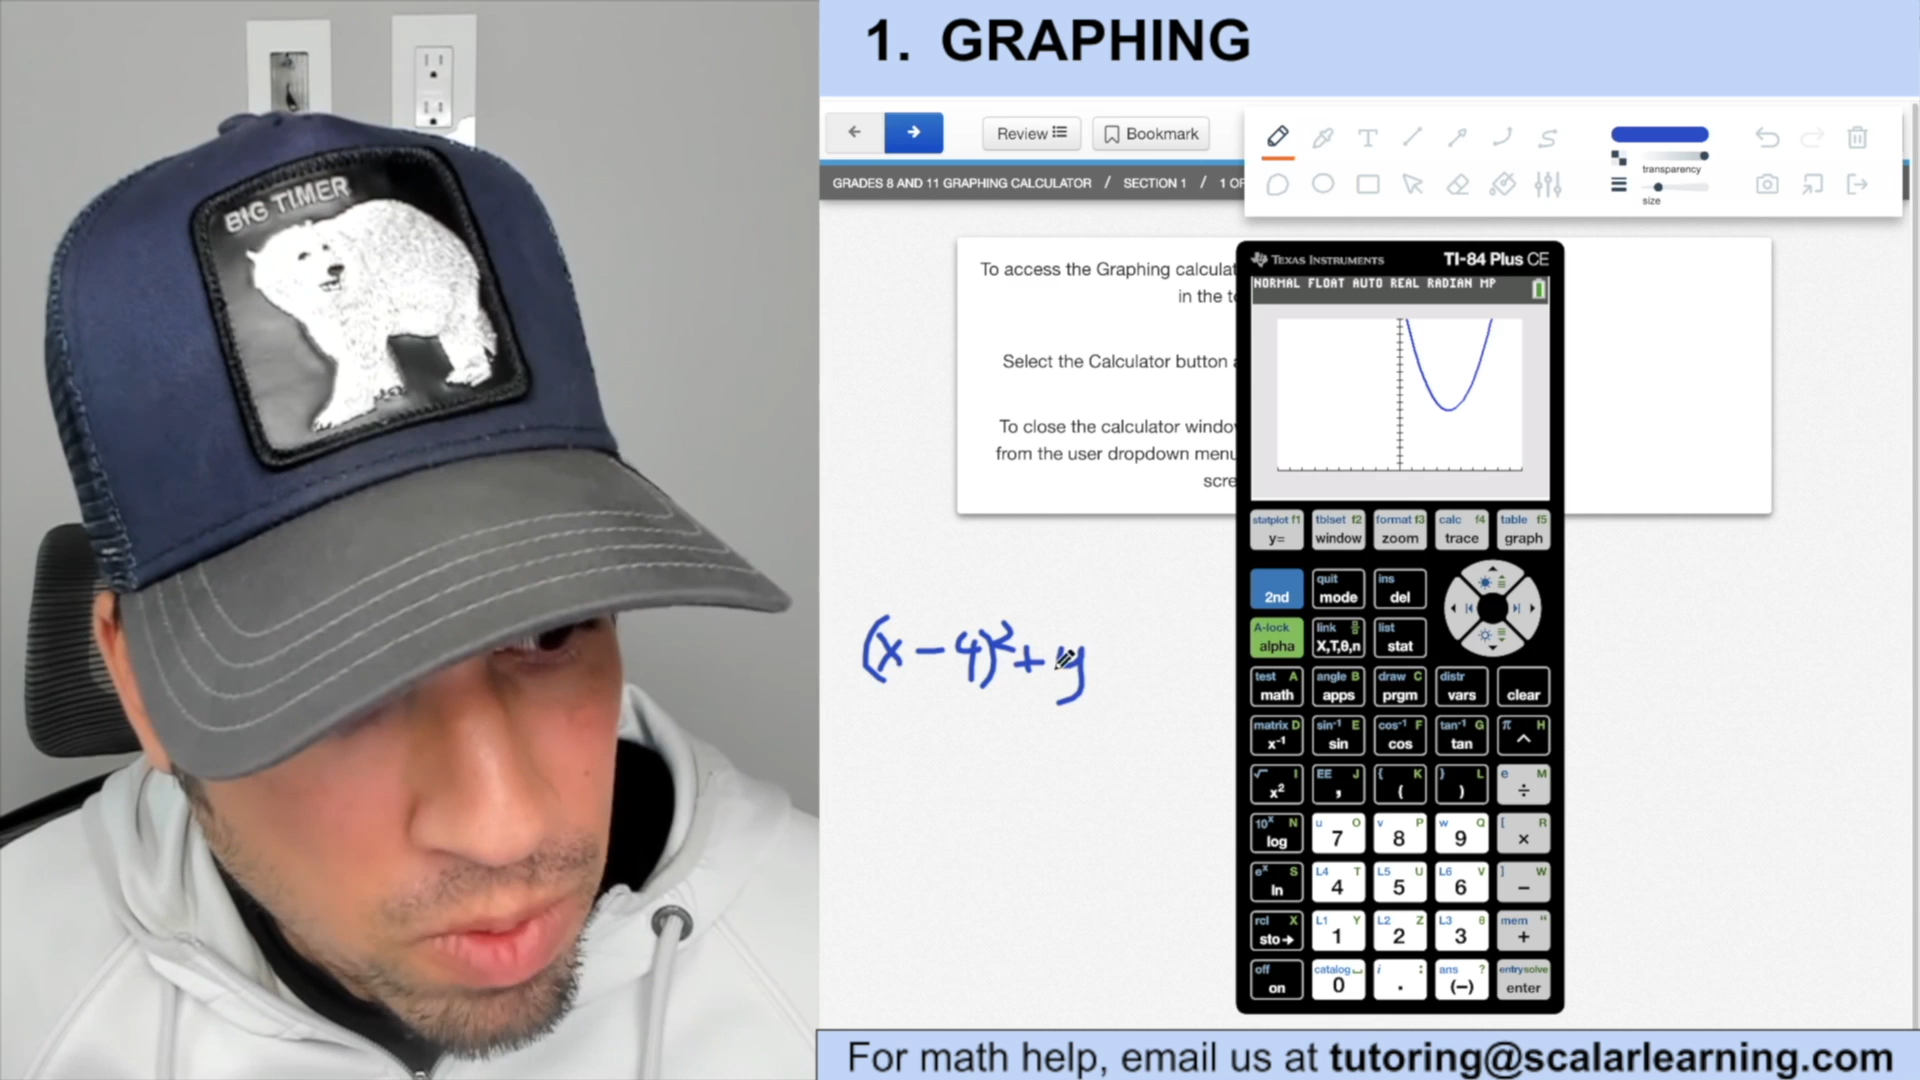 1. GRAPHING
BIG TIMER
← → Review Bookmark
GRADES 8 AND 11 GRAPHING CALCULATOR / SECTION 1 / 1 OF
transparency
size
To access the Graphing
in the
Select the Calculator button
To close the calculator
from the user dropdown
TEXAS INSTRUMENTS TI-84 Plus CE
NORMAL FLOAT AUTO REAL RADIAN MP
statplot f1 tblset f2 format f3 calc f4 table f5
y= window zoom trace graph
quit ins
2nd mode del
A-lock link list
alpha X,T,θ,n stat
test A angle B draw C distr
math apps prgm vars clear
matrix D sin-1 E cos-1 F tan-1 G π H
x-1 sin cos tan ^
√ I EE J { K } L e M
x² , ( ) ÷
10x N u O v P w Q [ R
log 7 8 9 ×
ex S L4 T L5 U L6 V ] W
ln 4 5 6 −
rcl X L1 Y L2 Z L3 θ mem "
sto→ 1 2 3 +
off catalog i : ans ? entry solve
on 0 . (−) enter
(x − 4)² + y
For math help, email us at tutoring@scalarlearning.com